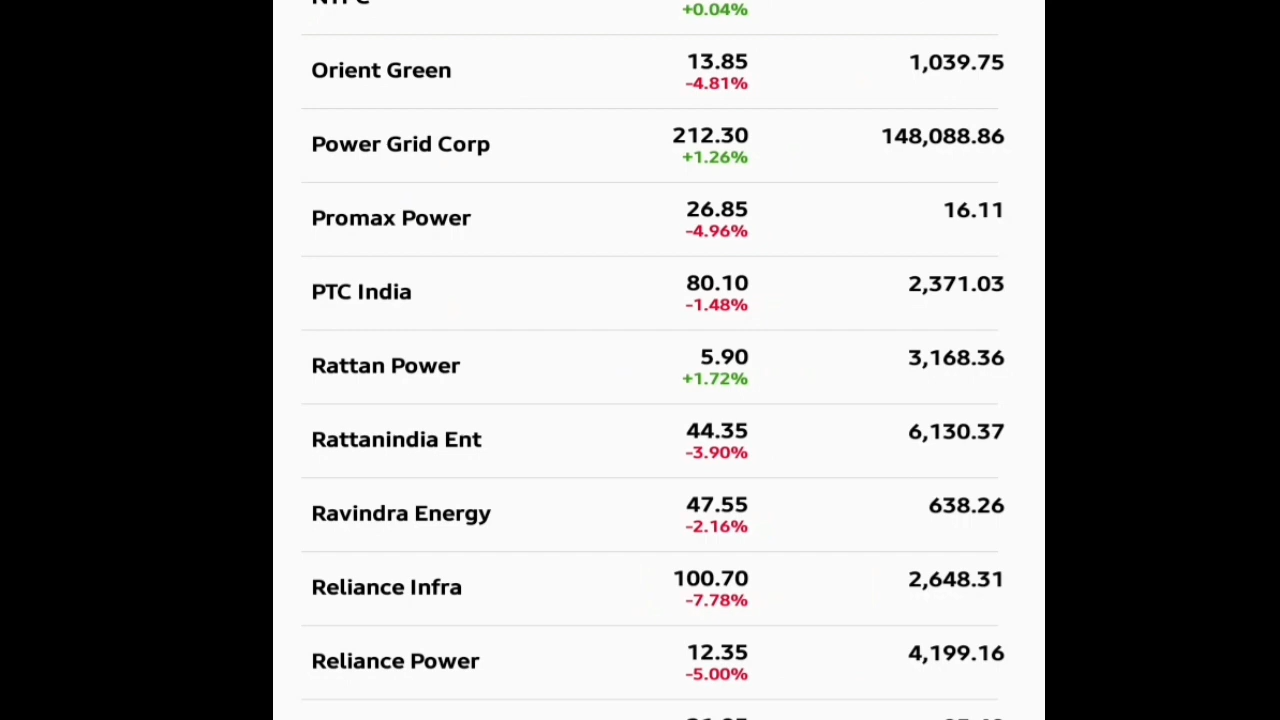 +0.04%
Orient Green 13.85 1,039.75
-4.81%
Power Grid Corp 212.30 148,088.86
+1.26%
Promax Power 26.85 16.11
-4.96%
PTC India 80.10 2,371.03
-1.48%
Rattan Power 5.90 3,168.36
+1.72%
Rattanindia Ent 44.35 6,130.37
-3.90%
Ravindra Energy 47.55 638.26
-2.16%
Reliance Infra 100.70 2,648.31
-7.78%
Reliance Power 12.35 4,199.16
-5.00%